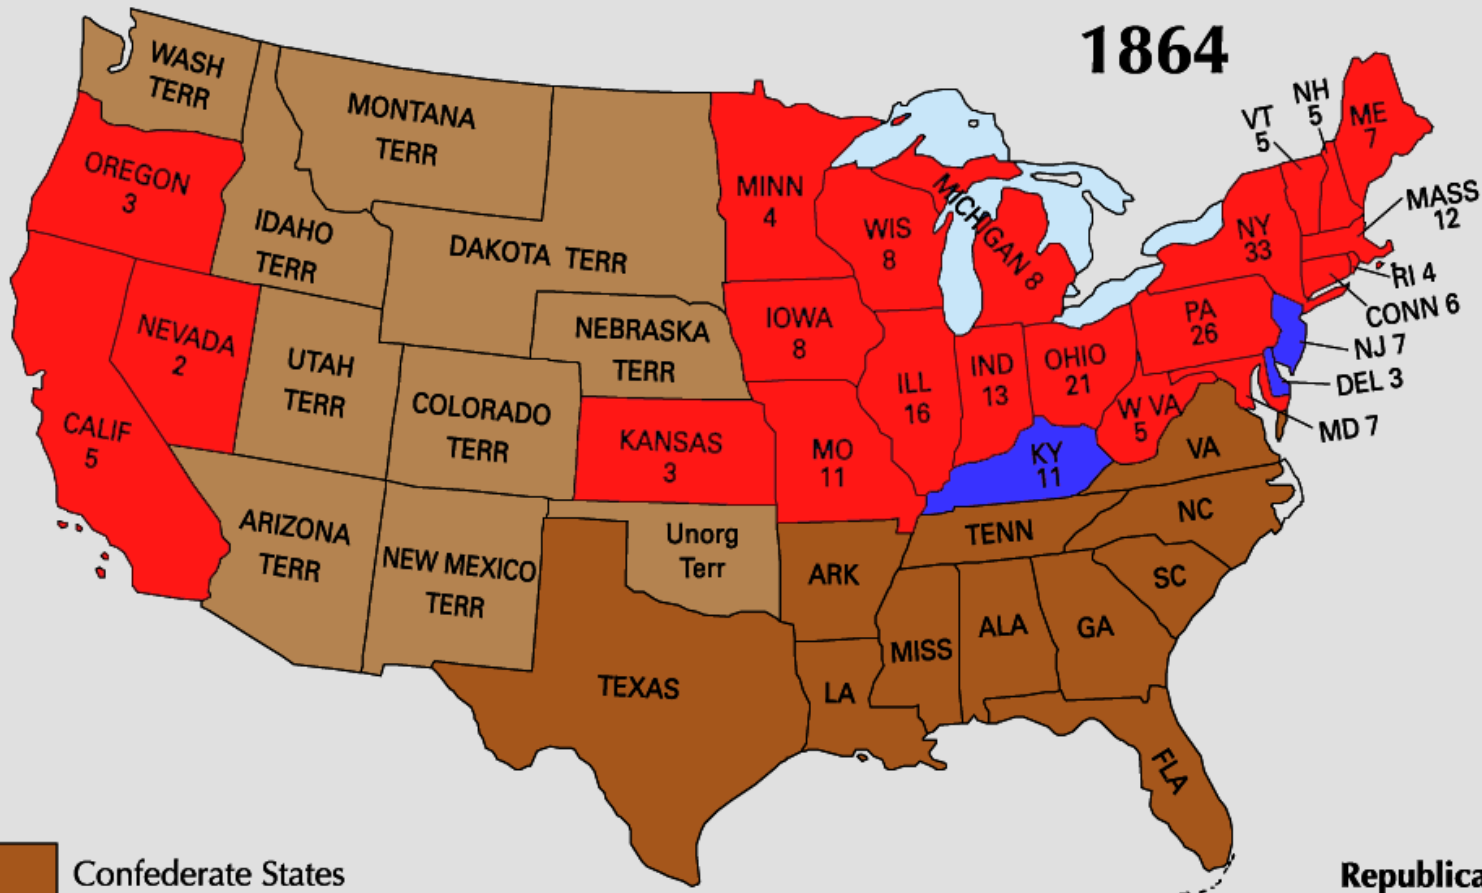 1864
WASH
TERR
MONTANA
TERR
OREGON
3
IDAHO
TERR
DAKOTA TERR
MINN
4
WIS
8
MICHIGAN 8
VT
5
NH
5
ME
7
MASS
12
NY
33
RI 4
CONN 6
NEVADA
2
UTAH
TERR
NEBRASKA
TERR
IOWA
8
ILL
16
IND
13
OHIO
21
PA
26
NJ 7
DEL 3
MD 7
CALIF
5
COLORADO
TERR
KANSAS
3
MO
11
KY
11
W VA
5
VA
ARIZONA
TERR
NEW MEXICO
TERR
Unorg
Terr
ARK
TENN
NC
SC
TEXAS
LA
MISS
ALA
GA
FLA
Confederate States
Republica